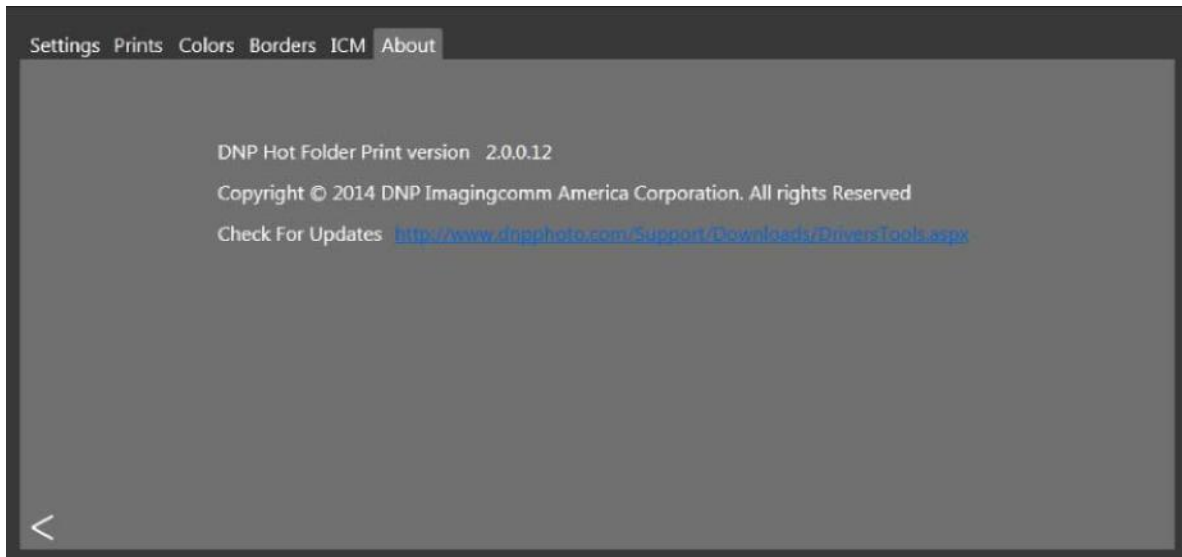 Settings Prints Colors Borders ICM About
DNP Hot Folder Print version 2.0.0.12
Copyright © 2014 DNP Imagingcomm America Corporation. All rights Reserved
Check For Updates http://www.dnpphoto.com/Support/Downloads/DriversTools.aspx
<